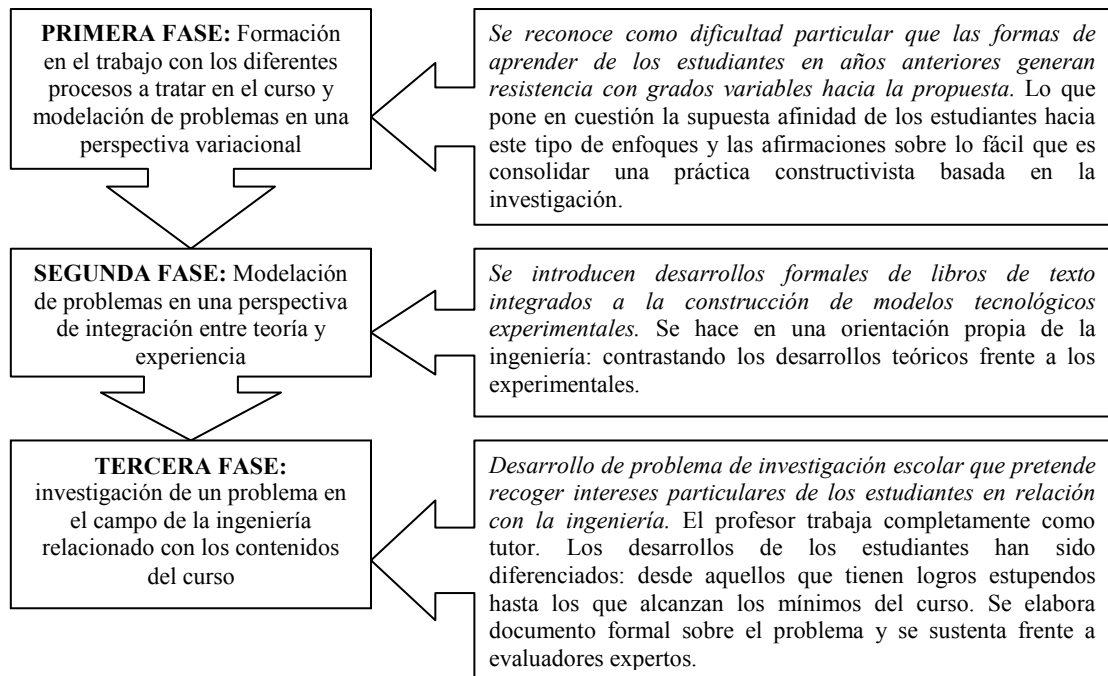 PRIMERA FASE: Formación
en el trabajo con los diferentes
procesos a tratar en el curso y
modelación de problemas en una
perspectiva variacional
Se reconoce como dificultad particular que las formas de
aprender de los estudiantes en años anteriores generan
resistencia con grados variables hacia la propuesta. Lo que
pone en cuestión la supuesta afinidad de los estudiantes hacia
este tipo de enfoques y las afirmaciones sobre lo fácil que es
consolidar una práctica constructivista basada en la
investigación.
SEGUNDA FASE: Modelación
de problemas en una perspectiva
de integración entre teoría y
experiencia
Se introducen desarrollos formales de libros de texto
integrados a la construcción de modelos tecnológicos
experimentales. Se hace en una orientación propia de la
ingeniería: contrastando los desarrollos teóricos frente a los
experimentales.
TERCERA FASE:
investigación de un problema en
el campo de la ingeniería
relacionado con los contenidos
del curso
Desarrollo de problema de investigación escolar que pretende
recoger intereses particulares de los estudiantes en relación
con la ingeniería. El profesor trabaja completamente como
tutor. Los desarrollos de los estudiantes han sido
diferenciados: desde aquellos que tienen logros estupendos
hasta los que alcanzan los mínimos del curso. Se elabora
documento formal sobre el problema y se sustenta frente a
evaluadores expertos.